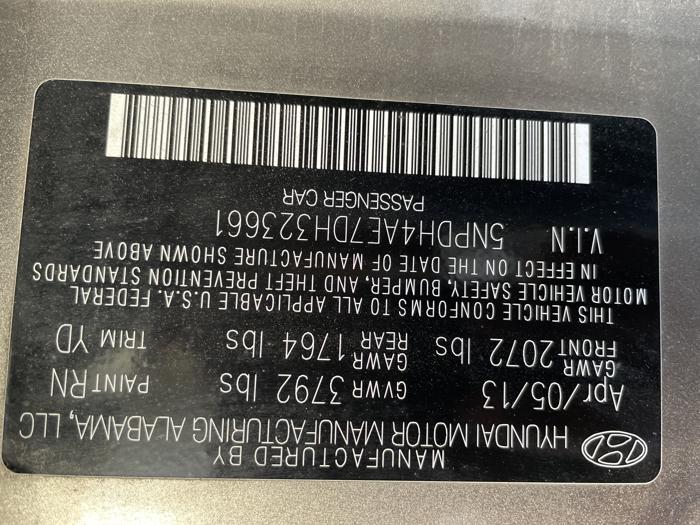 MANUFACTURED BY
HYUNDAI MOTOR MANUFACTURING ALABAMA, LLC
Apr/05/13 GVWR 3792 lbs PAINT RN
GAWR FRONT 2072 lbs GAWR REAR 1764 lbs TRIM YD
THIS VEHICLE CONFORMS TO ALL APPLICABLE U.S.A. FEDERAL
MOTOR VEHICLE SAFETY, BUMPER, AND THEFT PREVENTION STANDARDS
IN EFFECT ON THE DATE OF MANUFACTURE SHOWN ABOVE
V.I.N 5NPDH4AE7DH323661
PASSENGER CAR